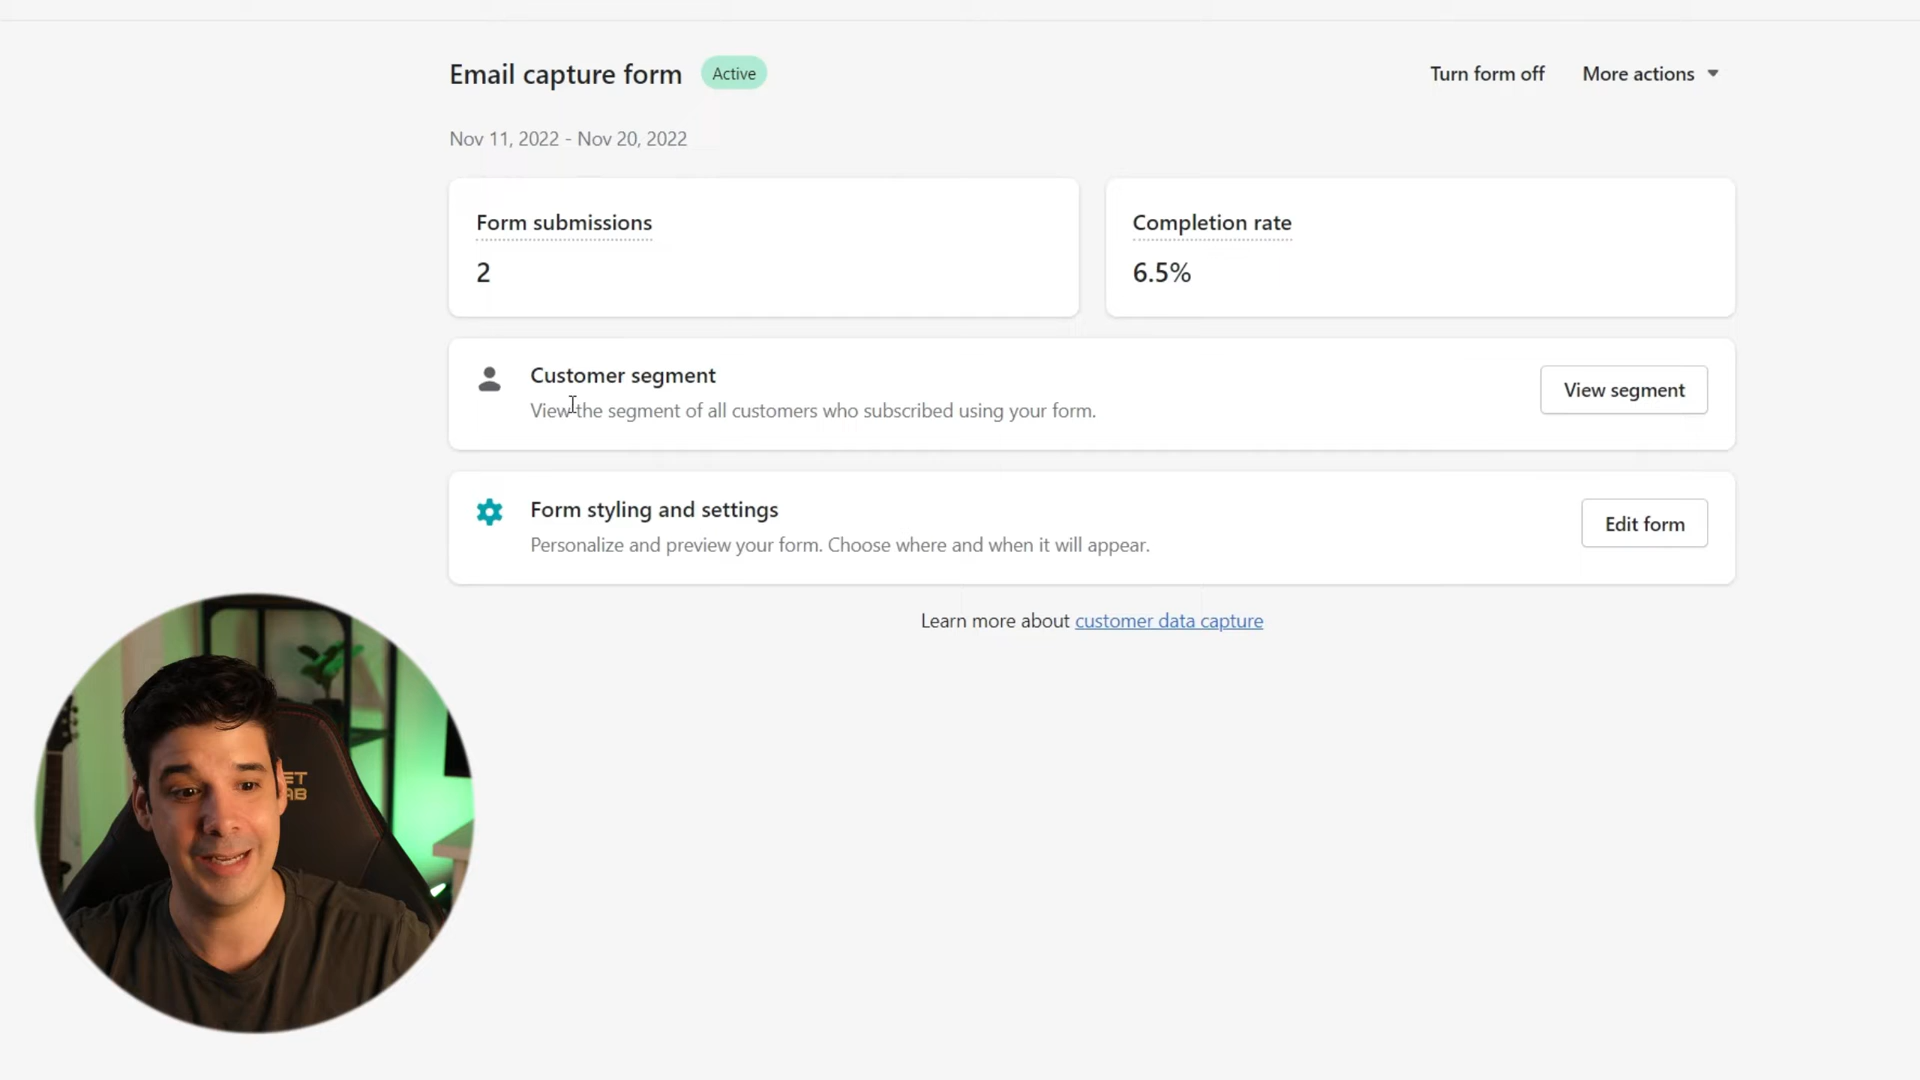 Email capture form Active Turn form off More actions
Nov 11, 2022 - Nov 20, 2022
Form submissions Completion rate
2 6.5%
Customer segment
View the segment of all customers who subscribed using your form.
View segment
Form styling and settings
Personalize and preview your form. Choose where and when it will appear.
Edit form
Learn more about customer data capture